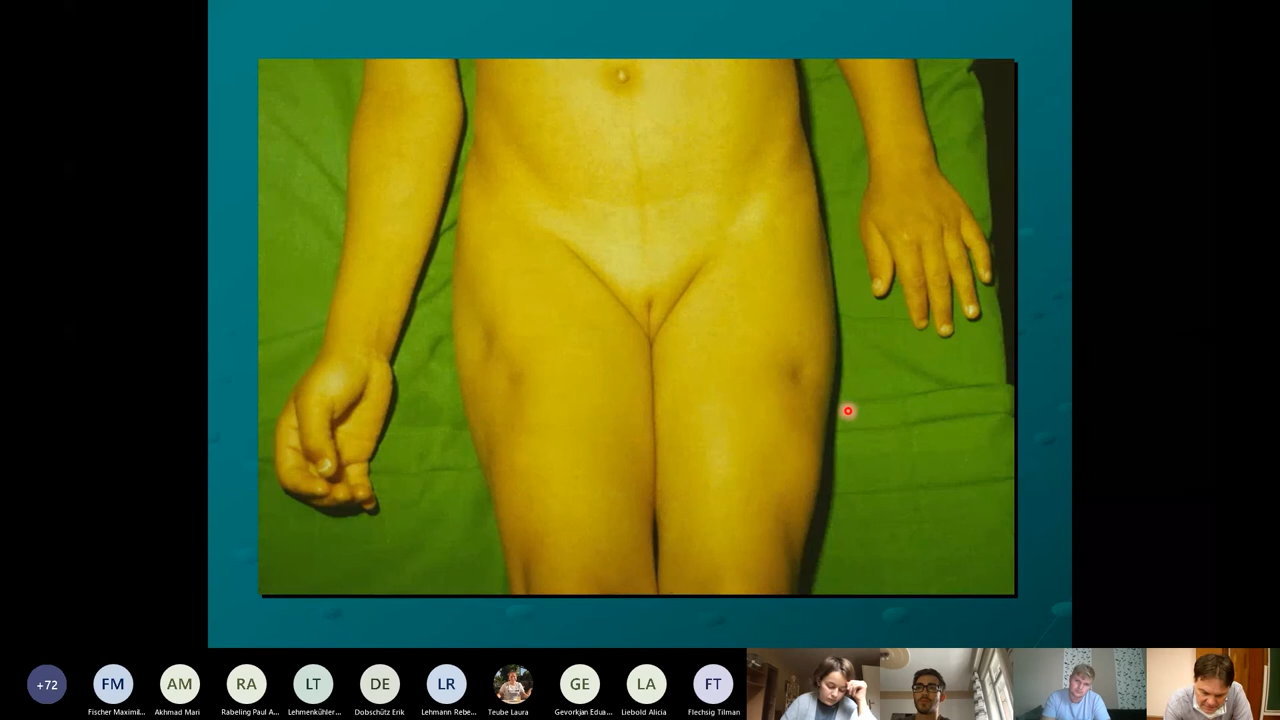 +72
FM
AM
RA
LT
DE
LR
GE
LA
FT
Fischer Maximil...
Akhmad Mari
Rabeling Paul A...
Lehmenkühler...
Dobschütz Erik
Lehmann Rebe...
Teube Laura
Gevorkjan Edua...
Liebold Alicia
Flechsig Tilman